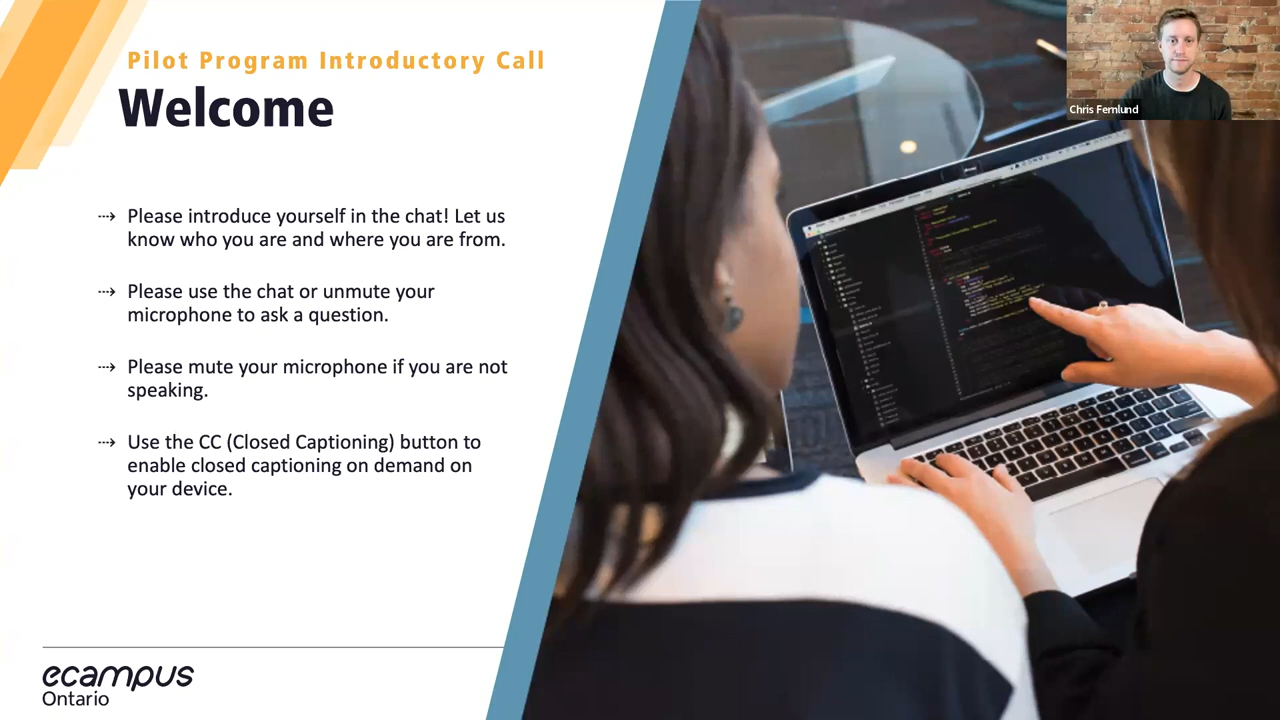 Pilot Program Introductory Call
Welcome
⇢ Please introduce yourself in the chat! Let us
know who you are and where you are from.
⇢ Please use the chat or unmute your
microphone to ask a question.
⇢ Please mute your microphone if you are not
speaking.
⇢ Use the CC (Closed Captioning) button to
enable closed captioning on demand on
your device.
ecampus
Ontario
Chris Fernlund